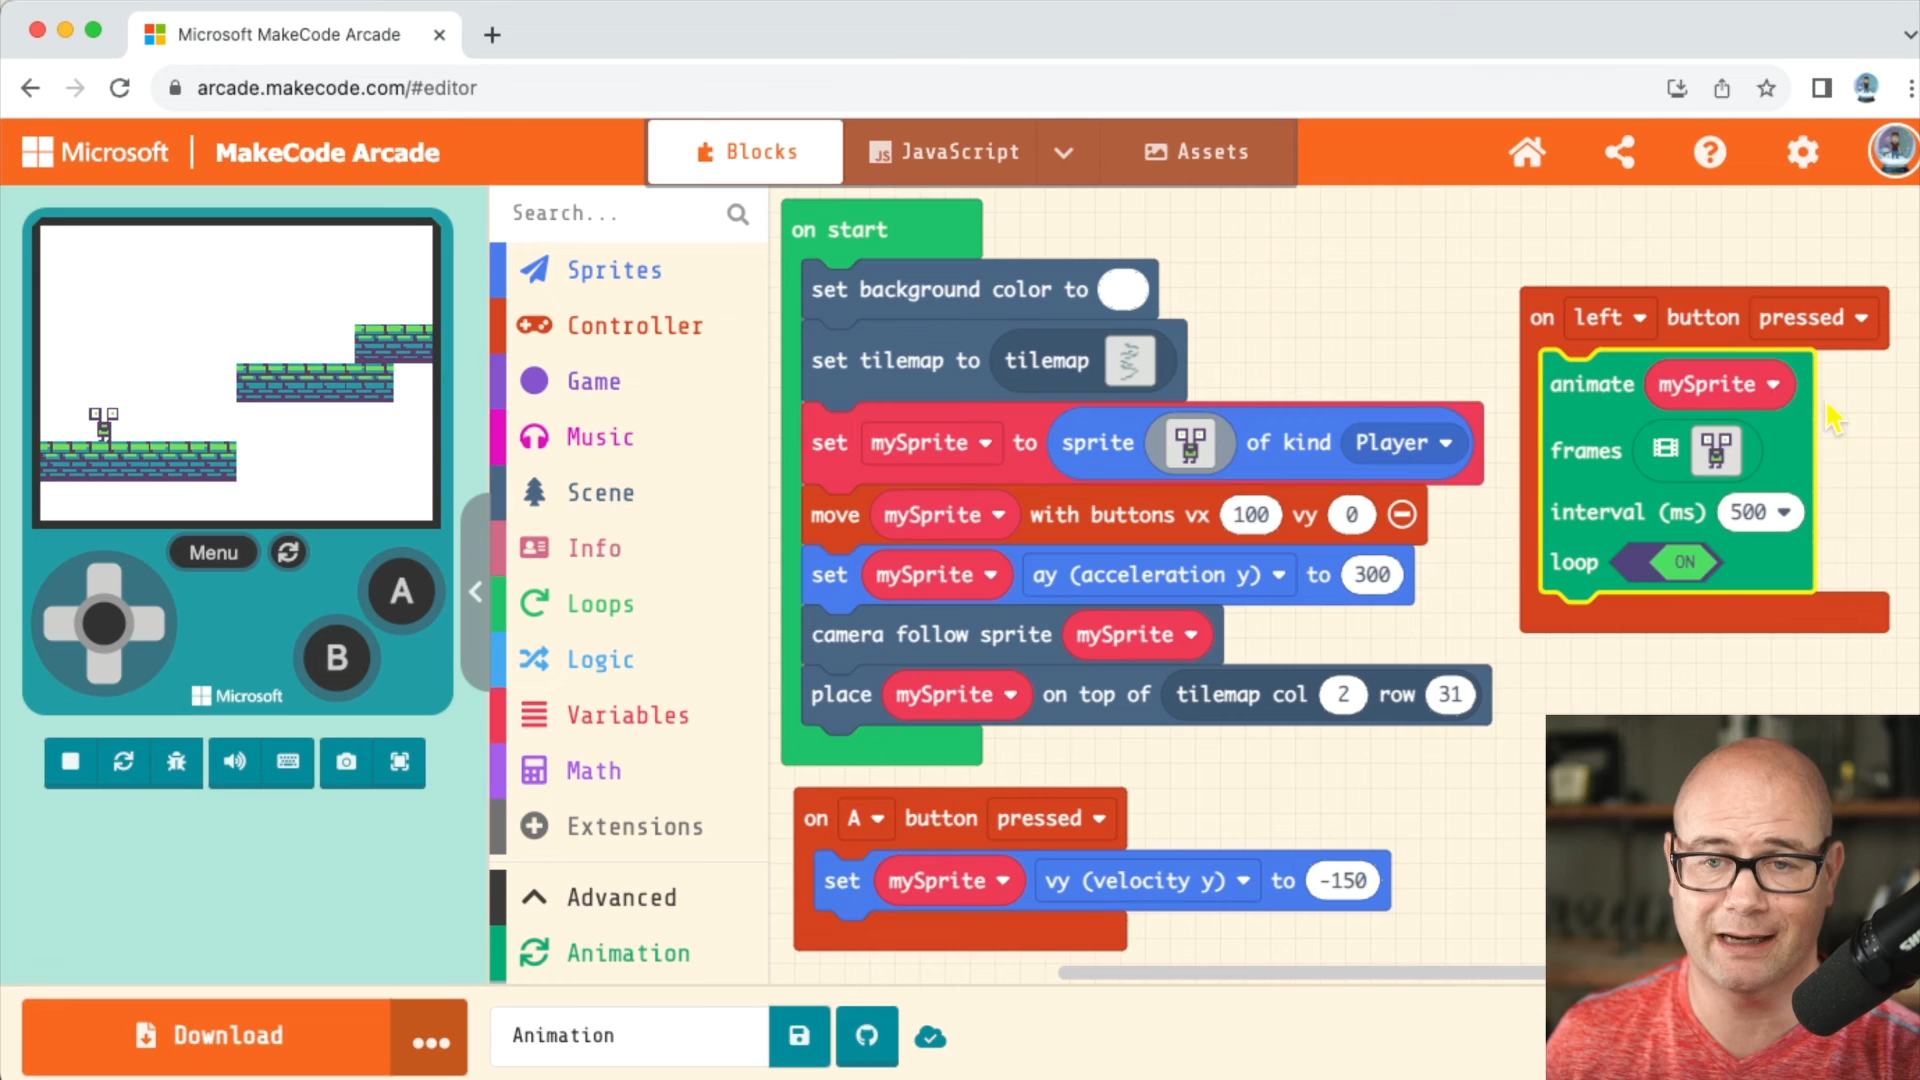 Microsoft MakeCode Arcade
arcade.makecode.com/#editor
Microsoft | MakeCode Arcade
Blocks
JS JavaScript
Assets
Menu
A
B
Microsoft
Search...
Sprites
Controller
Game
Music
Scene
Info
Loops
Logic
Variables
Math
Extensions
Advanced
Animation
on start
set background color to
set tilemap to tilemap
set mySprite to sprite of kind Player
move mySprite with buttons vx 100 vy 0
set mySprite ay (acceleration y) to 300
camera follow sprite mySprite
place mySprite on top of tilemap col 2 row 31
on A button pressed
set mySprite vy (velocity y) to -150
on left button pressed
animate mySprite
frames
interval (ms) 500
loop ON
Download
Animation